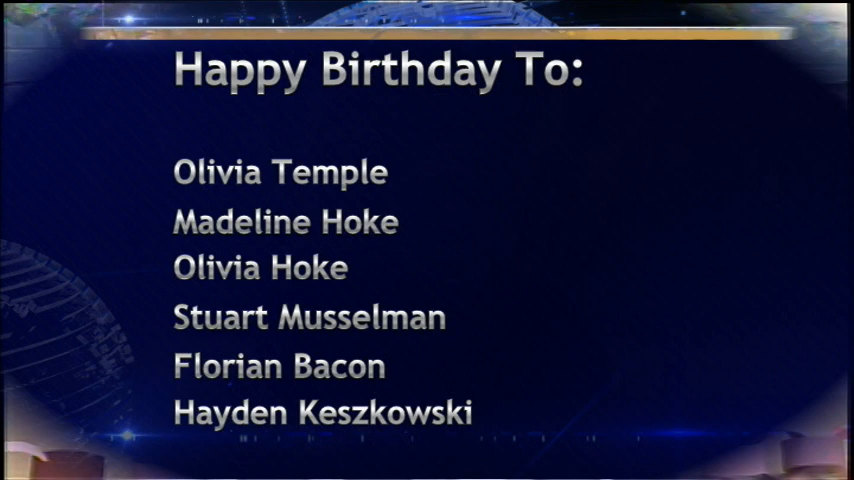 Happy Birthday To:
Olivia Temple
Madeline Hoke
Olivia Hoke
Stuart Musselman
Florian Bacon
Hayden Keszkowski